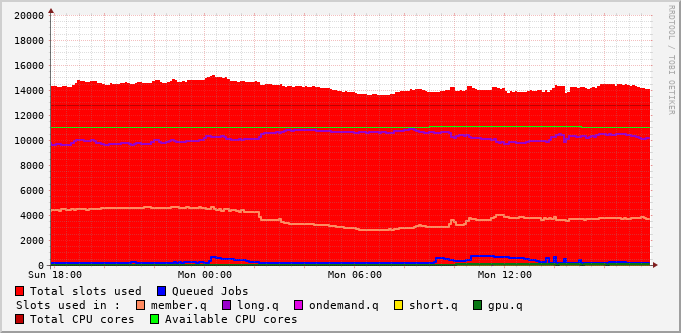 RRDTOOL / TOBI OETIKER
20000
18000
16000
14000
12000
10000
8000
6000
4000
2000
0
Sun 18:00 Mon 00:00 Mon 06:00 Mon 12:00
Total slots used Queued Jobs
Slots used in : member.q long.q ondemand.q short.q gpu.q
Total CPU cores Available CPU cores